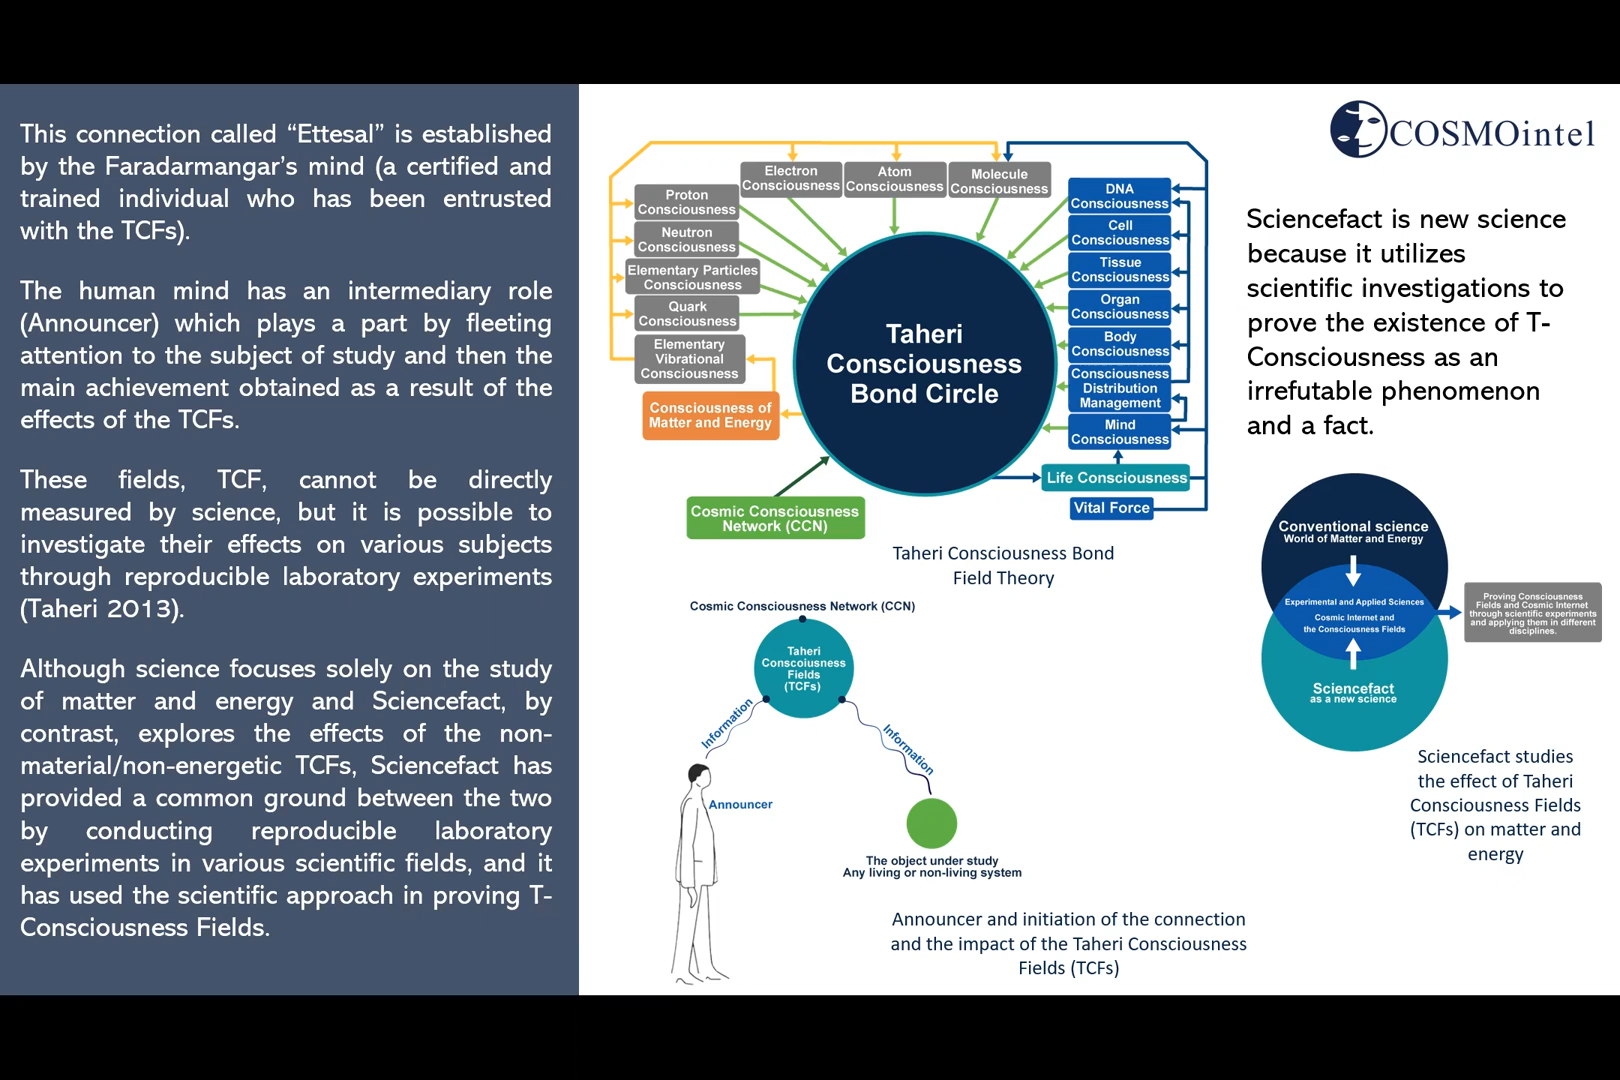 This connection called “Ettesal” is established
by the Faradarmangar’s mind (a certified and
trained individual who has been entrusted
with the TCFs).
The human mind has an intermediary role
(Announcer) which plays a part by fleeting
attention to the subject of study and then the
main achievement obtained as a result of the
effects of the TCFs.
These fields, TCF, cannot be directly
measured by science, but it is possible to
investigate their effects on various subjects
through reproducible laboratory experiments
(Taheri 2013).
Although science focuses solely on the study
of matter and energy and Sciencefact, by
contrast, explores the effects of the non-
material/non-energetic TCFs, Sciencefact has
provided a common ground between the two
by conducting reproducible laboratory
experiments in various scientific fields, and it
has used the scientific approach in proving T-
Consciousness Fields.
Electron
Consciousness
Atom
Consciousness
Molecule
Consciousness
Proton
Consciousness
Neutron
Consciousness
Elementary Particles
Consciousness
Quark
Consciousness
Elementary
Vibrational
Consciousness
Consciousness of
Matter and Energy
Cosmic Consciousness
Network (CCN)
Taheri
Consciousness
Bond Circle
DNA
Consciousness
Cell
Consciousness
Tissue
Consciousness
Organ
Consciousness
Body
Consciousness
Consciousness
Distribution
Management
Mind
Consciousness
Life Consciousness
Vital Force
Taheri Consciousness Bond
Field Theory
Cosmic Consciousness Network (CCN)
Taheri
Conscoiusness
Fields
(TCFs)
Information
Information
Announcer
The object under study
Any living or non-living system
Announcer and initiation of the connection
and the impact of the Taheri Consciousness
Fields (TCFs)
COSMOintel
Sciencefact is new science
because it utilizes
scientific investigations to
prove the existence of T-
Consciousness as an
irrefutable phenomenon
and a fact.
Conventional science
World of Matter and Energy
Experimental and Applied Sciences
Cosmic Internet and
the Consciousness Fields
Sciencefact
as a new science
Proving Consciousness
Fields and Cosmic Internet
through scientific experiments
and applying them in different
disciplines.
Sciencefact studies
the effect of Taheri
Consciousness Fields
(TCFs) on matter and
energy